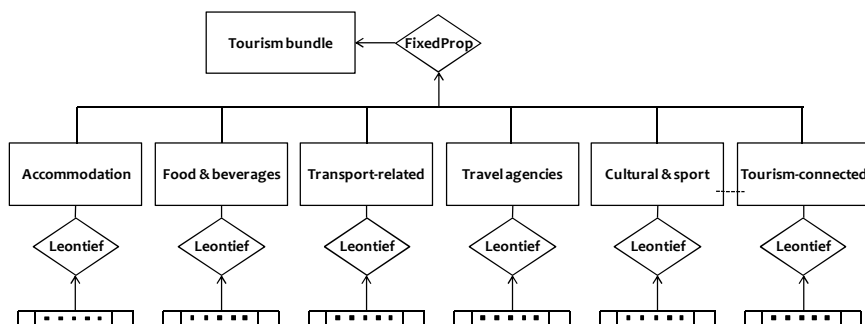 Tourism bundle
FixedProp
Accommodation
Food & beverages
Transport-related
Travel agencies
Cultural & sport
Tourism-connected
Leontief
Leontief
Leontief
Leontief
Leontief
Leontief